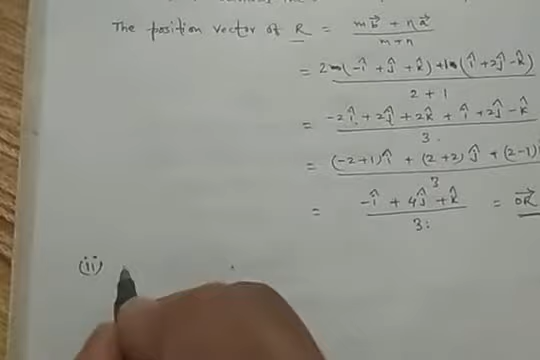 The position vector of R = (m b⃗ + n a⃗) / (m+n)
= 2(-î + ĵ + k̂) + 1(î + 2ĵ - k̂) / 2 + 1
= -2î + 2ĵ + 2k̂ + î + 2ĵ - k̂ / 3
= (-2+1)î + (2+2)ĵ + (2-1) / 3
= -î + 4ĵ + k̂ / 3 = OR⃗
(ii)